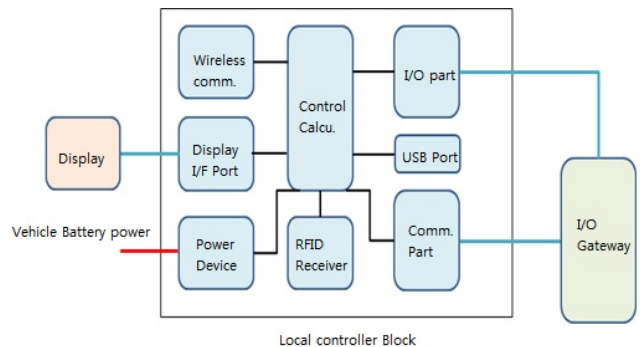 Wireless
comm.
Control
Calcu.
I/O part
Display
Display
I/F Port
USB Port
I/O
Gateway
Vehicle Battery power
Power
Device
RFID
Receiver
Comm.
Part
Local controller Block